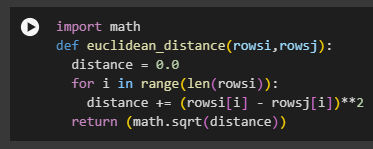 import math
def euclidean_distance(rowsi,rowsj):
  distance = 0.0
  for i in range(len(rowsi)):
    distance += (rowsi[i] - rowsj[i])**2
  return (math.sqrt(distance))